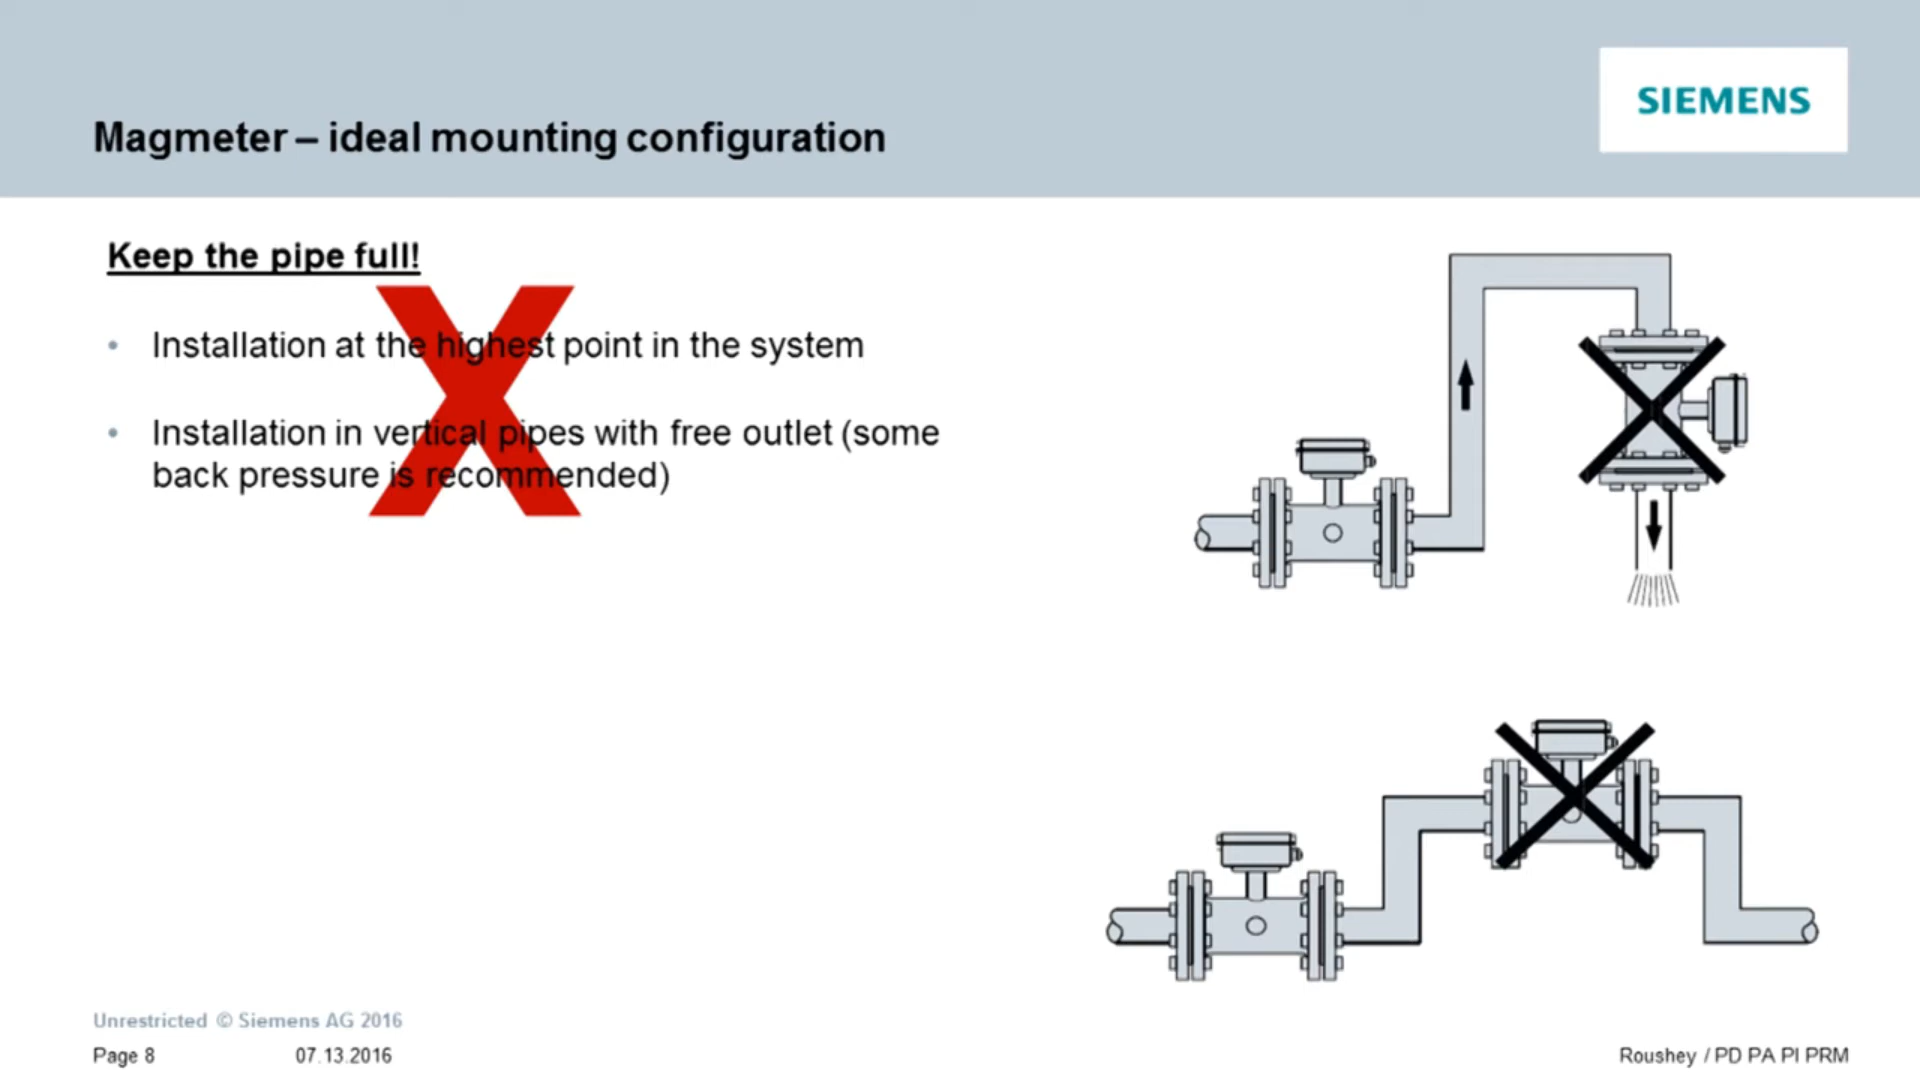 SIEMENS
Magmeter – ideal mounting configuration
Keep the pipe full!
• Installation at the highest point in the system
• Installation in vertical pipes with free outlet (some
back pressure is recommended)
Unrestricted © Siemens AG 2016
Page 8 07.13.2016 Roushey / PD PA PI PRM